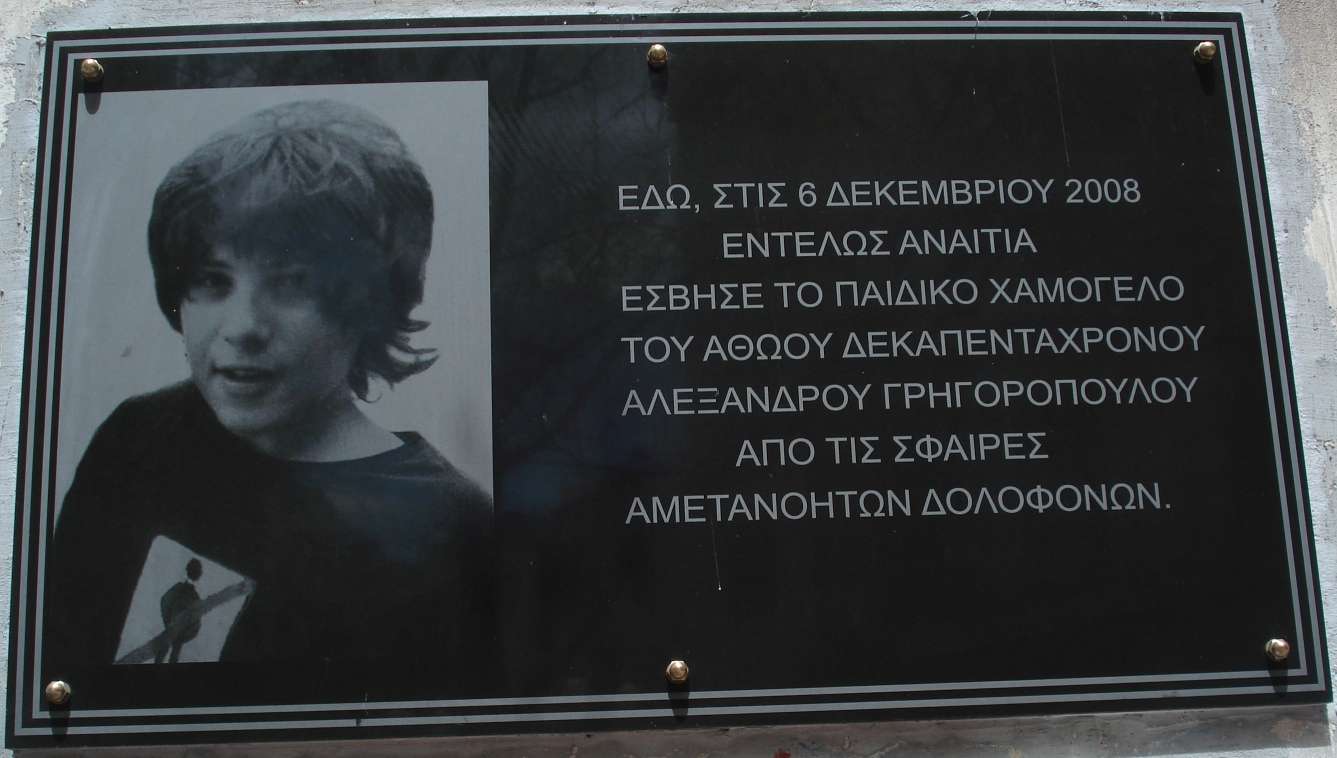 ΕΔΩ, ΣΤΙΣ 6 ΔΕΚΕΜΒΡΙΟΥ 2008
ΕΝΤΕΛΩΣ ΑΝΑΙΤΙΑ
ΕΣΒΗΣΕ ΤΟ ΠΑΙΔΙΚΟ ΧΑΜΟΓΕΛΟ
ΤΟΥ ΑΘΩΟΥ ΔΕΚΑΠΕΝΤΑΧΡΟΝΟΥ
ΑΛΕΞΑΝΔΡΟΥ ΓΡΗΓΟΡΟΠΟΥΛΟΥ
ΑΠΟ ΤΙΣ ΣΦΑΙΡΕΣ
ΑΜΕΤΑΝΟΗΤΩΝ ΔΟΛΟΦΟΝΩΝ.